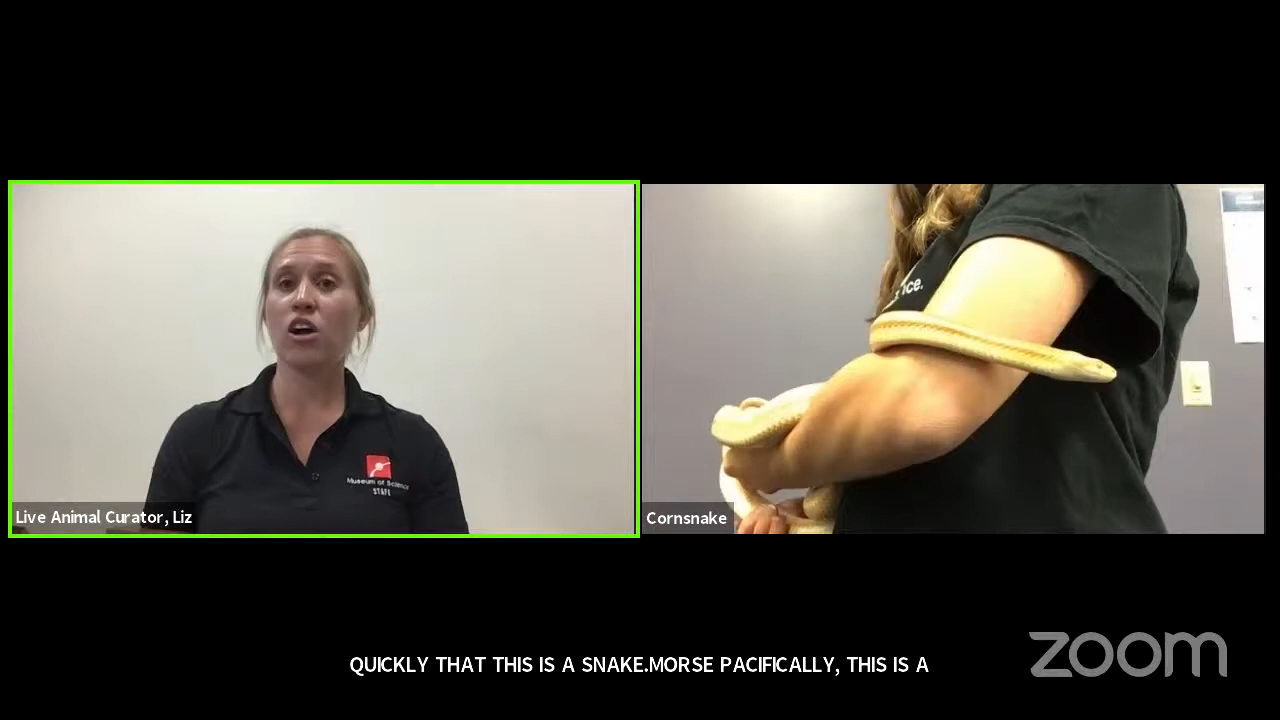 nce.
Museum of Science
STAFF
Live Animal Curator, Liz
Cornsnake
QUICKLY THAT THIS IS A SNAKE.MORSE PACIFICALLY, THIS IS A
zoom